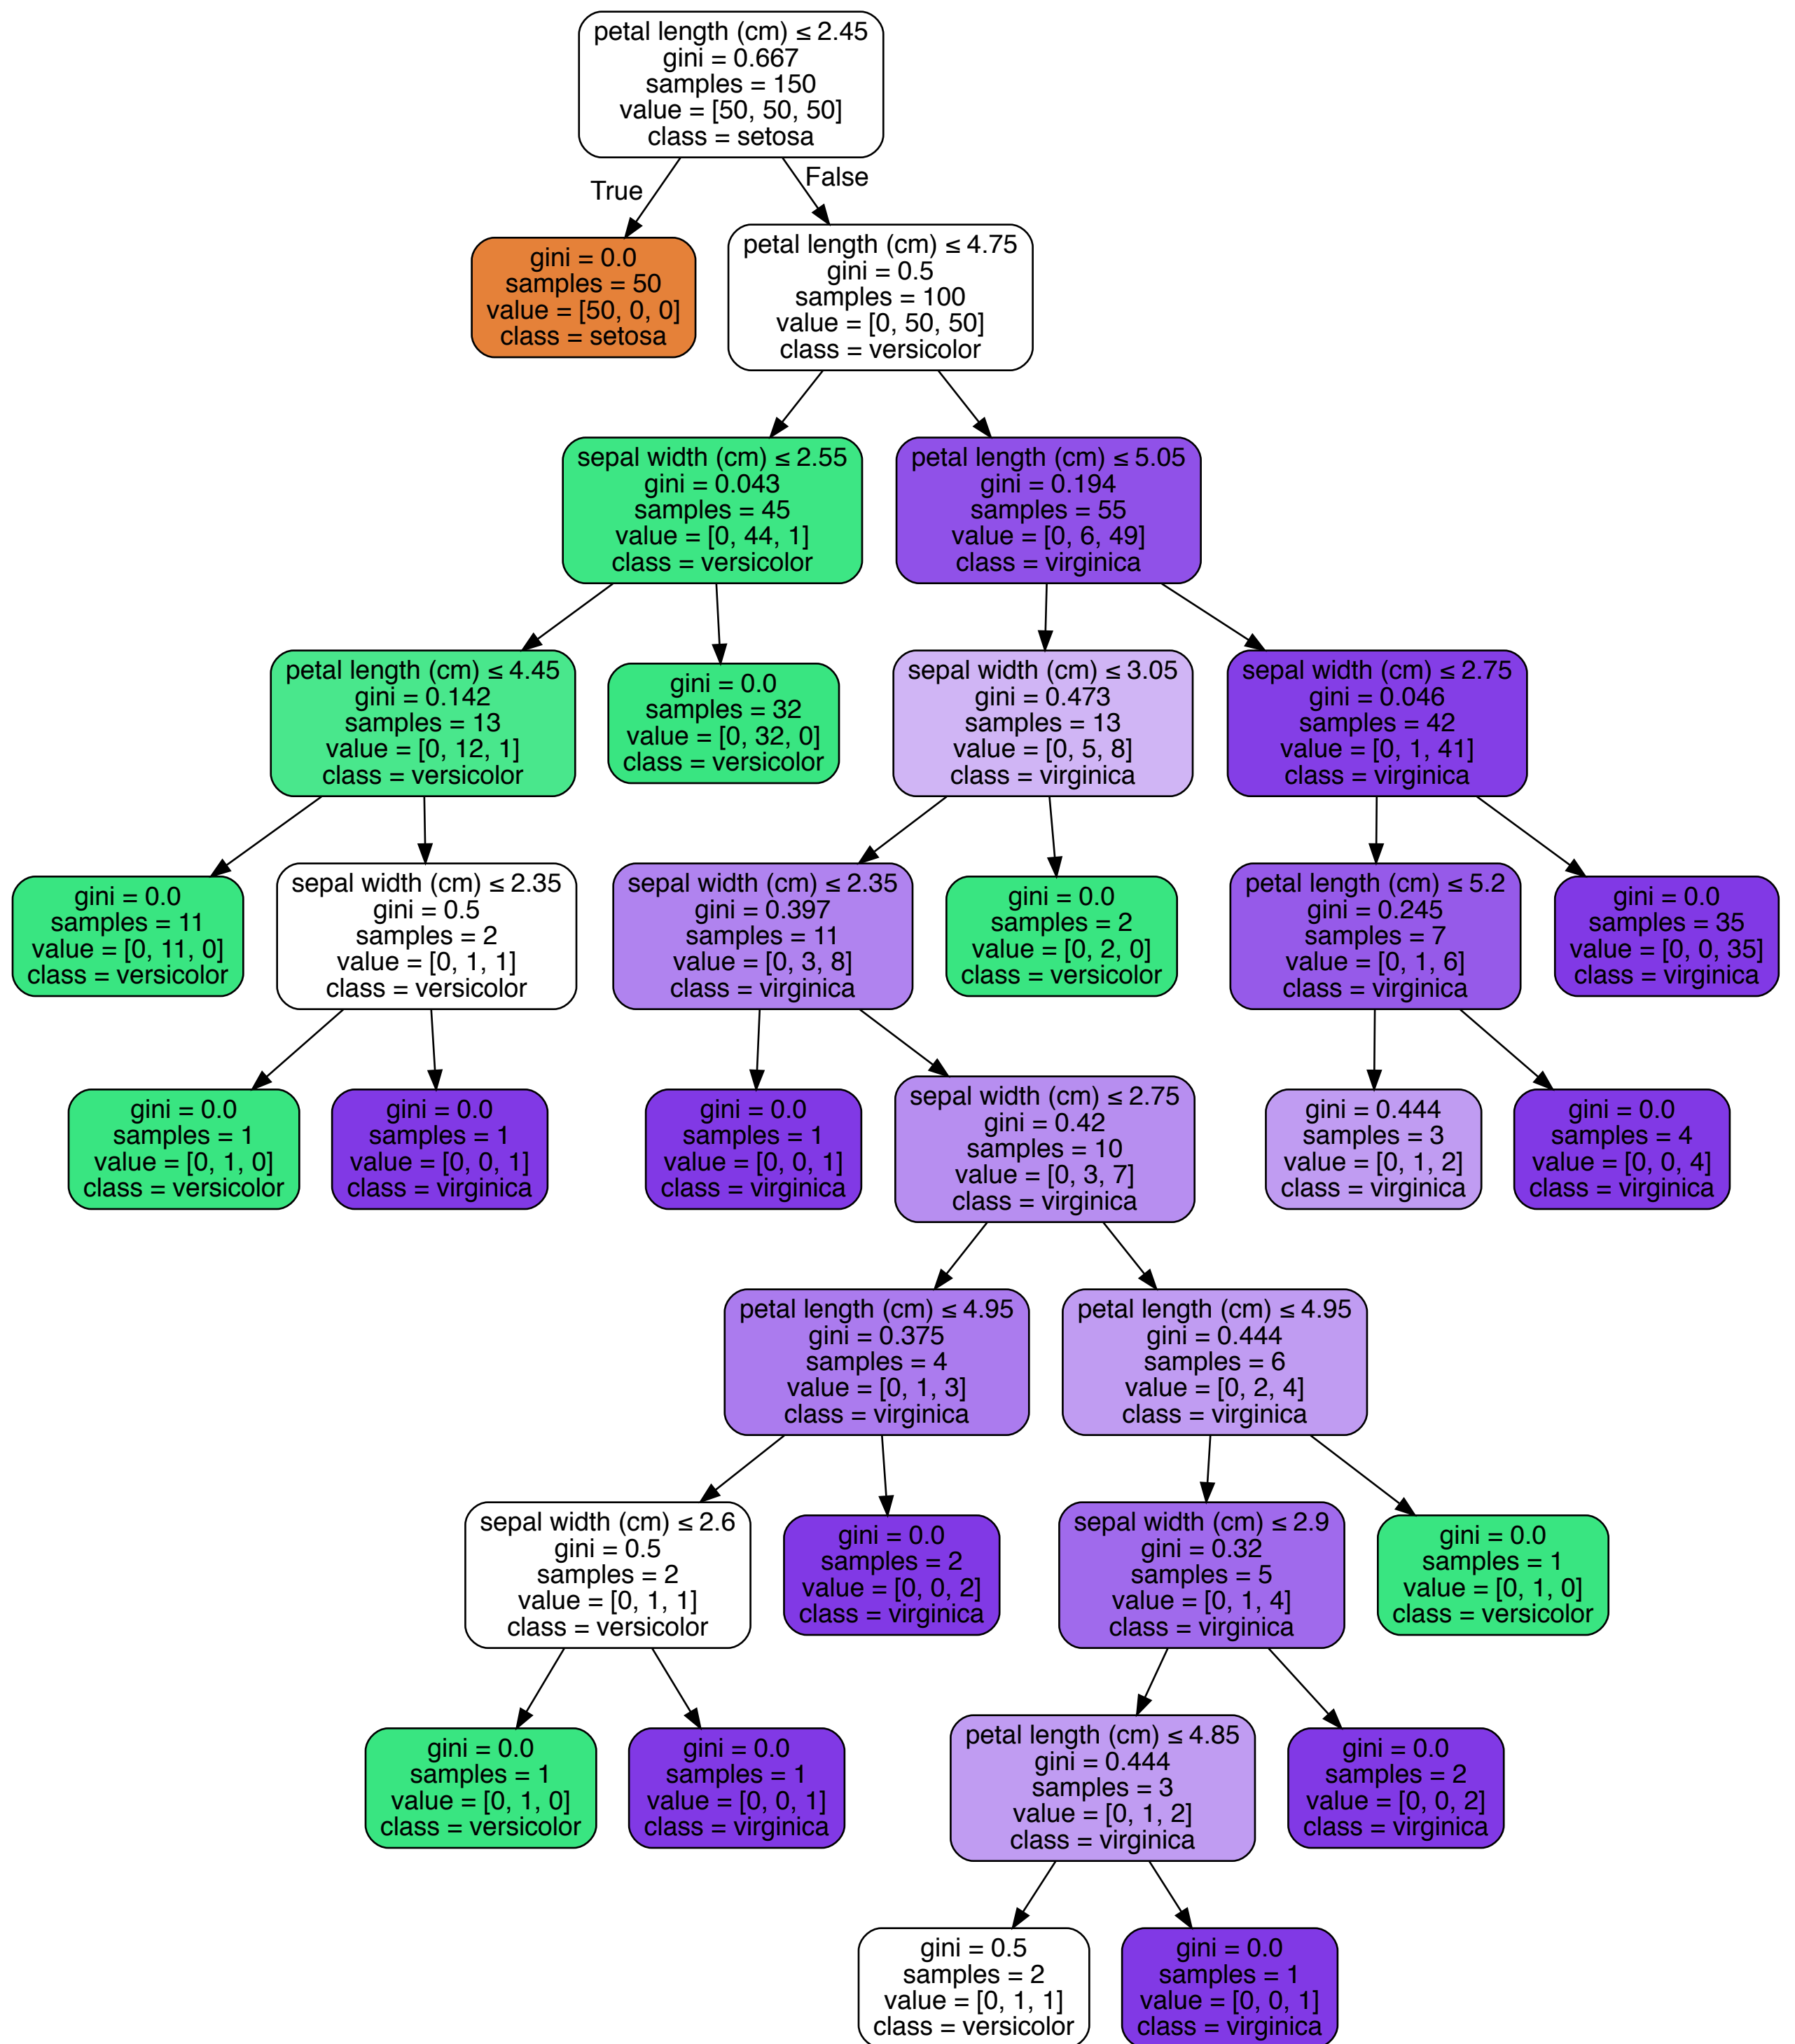 petal length (cm) ≤ 2.45
gini = 0.667
samples = 150
value = [50, 50, 50]
class = setosa
True
False
gini = 0.0
samples = 50
value = [50, 0, 0]
class = setosa
petal length (cm) ≤ 4.75
gini = 0.5
samples = 100
value = [0, 50, 50]
class = versicolor
sepal width (cm) ≤ 2.55
gini = 0.043
samples = 45
value = [0, 44, 1]
class = versicolor
petal length (cm) ≤ 5.05
gini = 0.194
samples = 55
value = [0, 6, 49]
class = virginica
petal length (cm) ≤ 4.45
gini = 0.142
samples = 13
value = [0, 12, 1]
class = versicolor
gini = 0.0
samples = 32
value = [0, 32, 0]
class = versicolor
sepal width (cm) ≤ 3.05
gini = 0.473
samples = 13
value = [0, 5, 8]
class = virginica
sepal width (cm) ≤ 2.75
gini = 0.046
samples = 42
value = [0, 1, 41]
class = virginica
gini = 0.0
samples = 11
value = [0, 11, 0]
class = versicolor
sepal width (cm) ≤ 2.35
gini = 0.5
samples = 2
value = [0, 1, 1]
class = versicolor
sepal width (cm) ≤ 2.35
gini = 0.397
samples = 11
value = [0, 3, 8]
class = virginica
gini = 0.0
samples = 2
value = [0, 2, 0]
class = versicolor
petal length (cm) ≤ 5.2
gini = 0.245
samples = 7
value = [0, 1, 6]
class = virginica
gini = 0.0
samples = 35
value = [0, 0, 35]
class = virginica
gini = 0.0
samples = 1
value = [0, 1, 0]
class = versicolor
gini = 0.0
samples = 1
value = [0, 0, 1]
class = virginica
gini = 0.0
samples = 1
value = [0, 0, 1]
class = virginica
sepal width (cm) ≤ 2.75
gini = 0.42
samples = 10
value = [0, 3, 7]
class = virginica
gini = 0.444
samples = 3
value = [0, 1, 2]
class = virginica
gini = 0.0
samples = 4
value = [0, 0, 4]
class = virginica
petal length (cm) ≤ 4.95
gini = 0.375
samples = 4
value = [0, 1, 3]
class = virginica
petal length (cm) ≤ 4.95
gini = 0.444
samples = 6
value = [0, 2, 4]
class = virginica
sepal width (cm) ≤ 2.6
gini = 0.5
samples = 2
value = [0, 1, 1]
class = versicolor
gini = 0.0
samples = 2
value = [0, 0, 2]
class = virginica
sepal width (cm) ≤ 2.9
gini = 0.32
samples = 5
value = [0, 1, 4]
class = virginica
gini = 0.0
samples = 1
value = [0, 1, 0]
class = versicolor
gini = 0.0
samples = 1
value = [0, 1, 0]
class = versicolor
gini = 0.0
samples = 1
value = [0, 0, 1]
class = virginica
petal length (cm) ≤ 4.85
gini = 0.444
samples = 3
value = [0, 1, 2]
class = virginica
gini = 0.0
samples = 2
value = [0, 0, 2]
class = virginica
gini = 0.5
samples = 2
value = [0, 1, 1]
class = versicolor
gini = 0.0
samples = 1
value = [0, 0, 1]
class = virginica